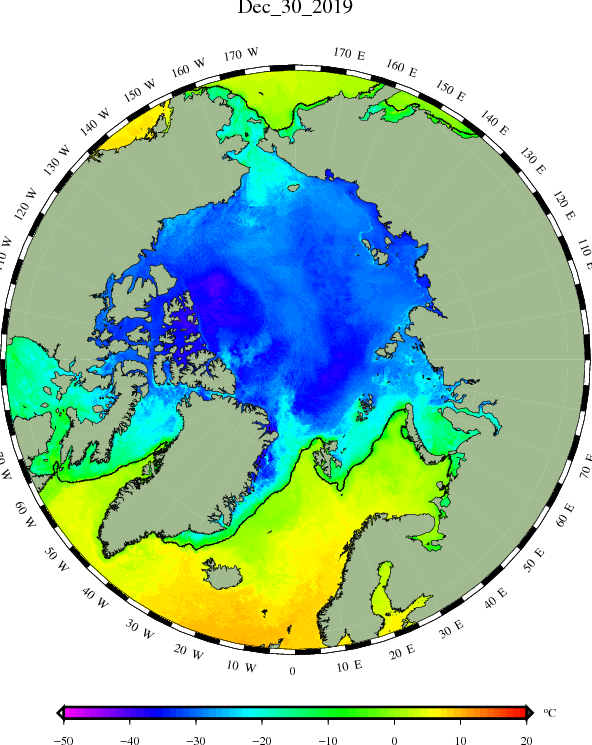 Dec_30_2019
170 W
170 E
160 W
160 E
150 W
150 E
140 W
140 E
130 W
130 E
120 W
120 E
110 E
70 E
60 W
60 E
50 W
50 E
40 W
40 E
30 W
30 E
20 W
20 E
10 W
10 E
0
°C
−50 −40 −30 −20 −10 0 10 20